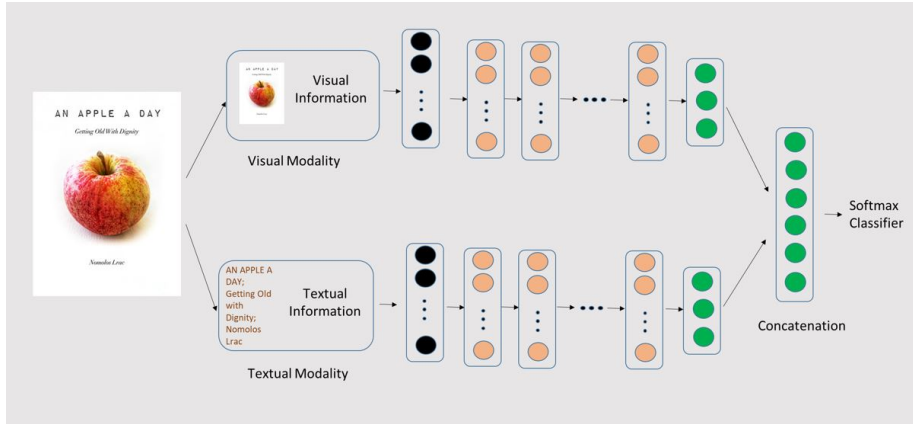 AN APPLE A DAY
Getting Old With Dignity
Nomolos Lrac
Visual
Information
Visual Modality
AN APPLE A
DAY;
Getting Old
with
Dignity;
Nomolos
Lrac
Textual
Information
Textual Modality
Concatenation
Softmax
Classifier